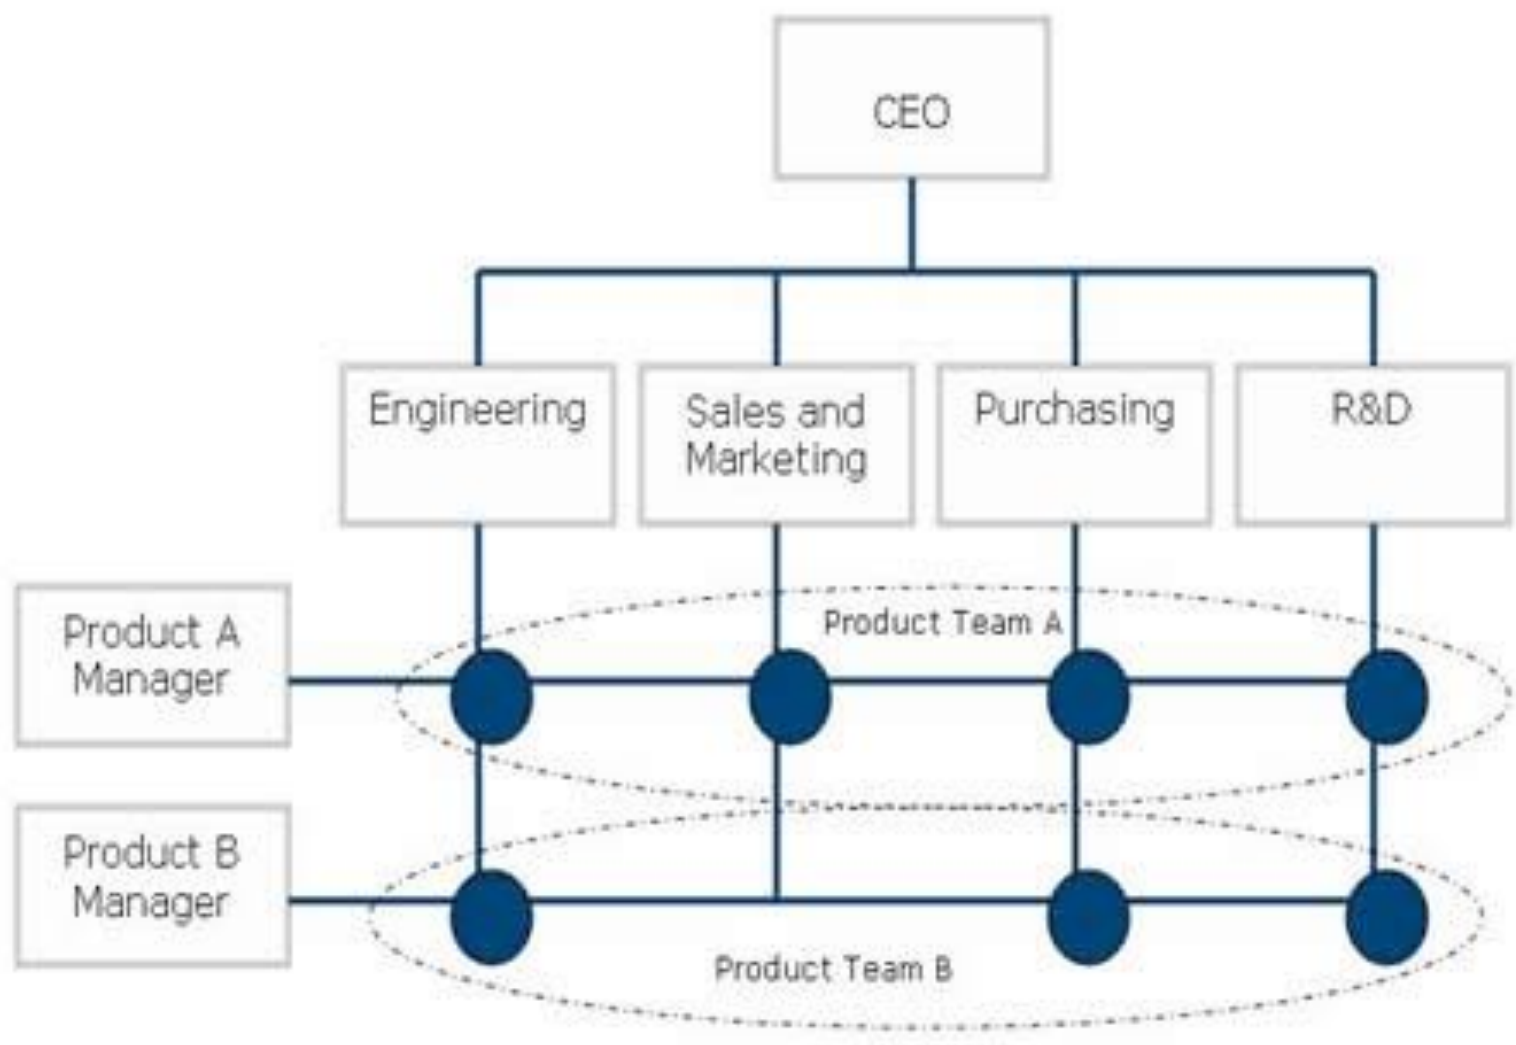 CEO
Engineering
Sales and
Marketing
Purchasing
R&D
Product A
Manager
Product Team A
Product B
Manager
Product Team B